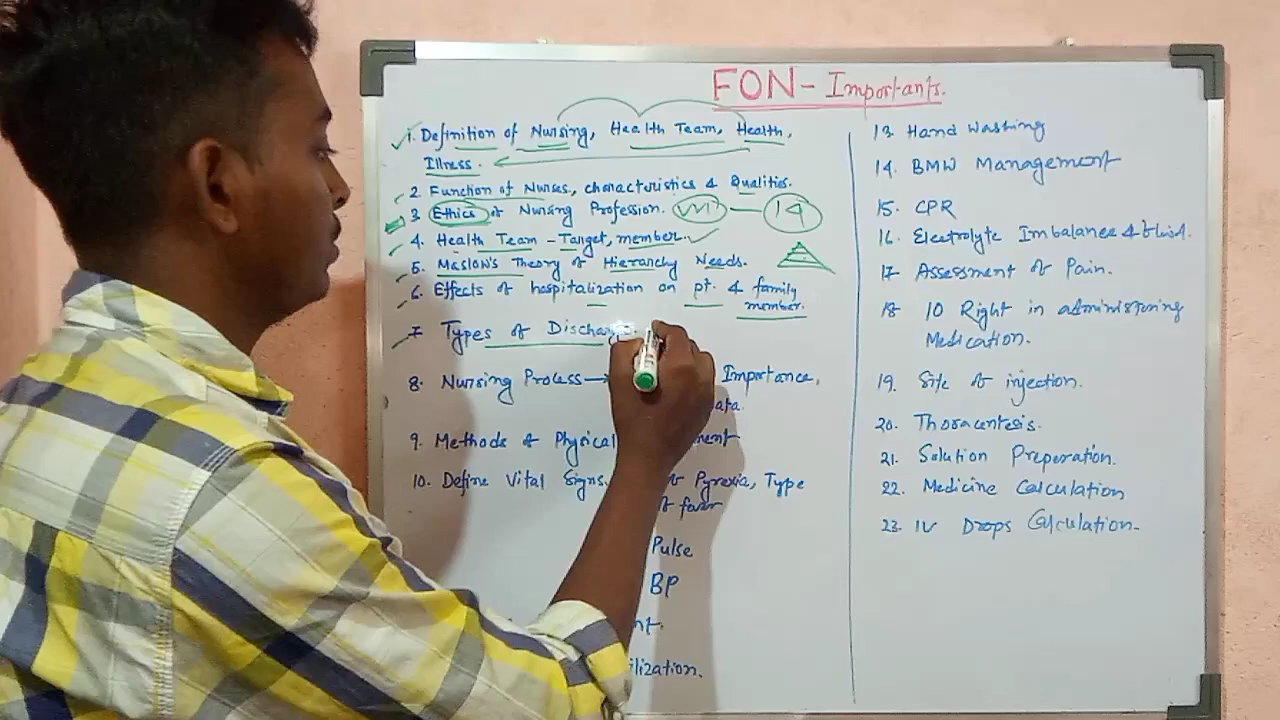 FON - Importants.
1. Definition of Nursing, Health Team, Health,
Illness.
2. Function of Nurses, characteristics & Qualities.
3. Ethics of Nursing Profession. VVI - 14
4. Health Team - Target, member.
5. Maslow's Theory of Hierarchy Needs.
6. Effects of hospitalization on pt. & family
member.
7 Types of
8. Nursing Process → Importance,
9. Methods of Physical
10. Define Vital Signs, Pyrexia, Type
of fever
Pulse
BP
13. Hand Washing
14. BMW Management
15. CPR
16. Electrolyte Imbalance & fluid.
17 Assessment of Pain.
18 10 Right in administring
Medication.
19. Site of injection.
20. Thoracentesis.
21. Solution Preperation.
22. Medicine Calculation
23. IV Drops Calculation.